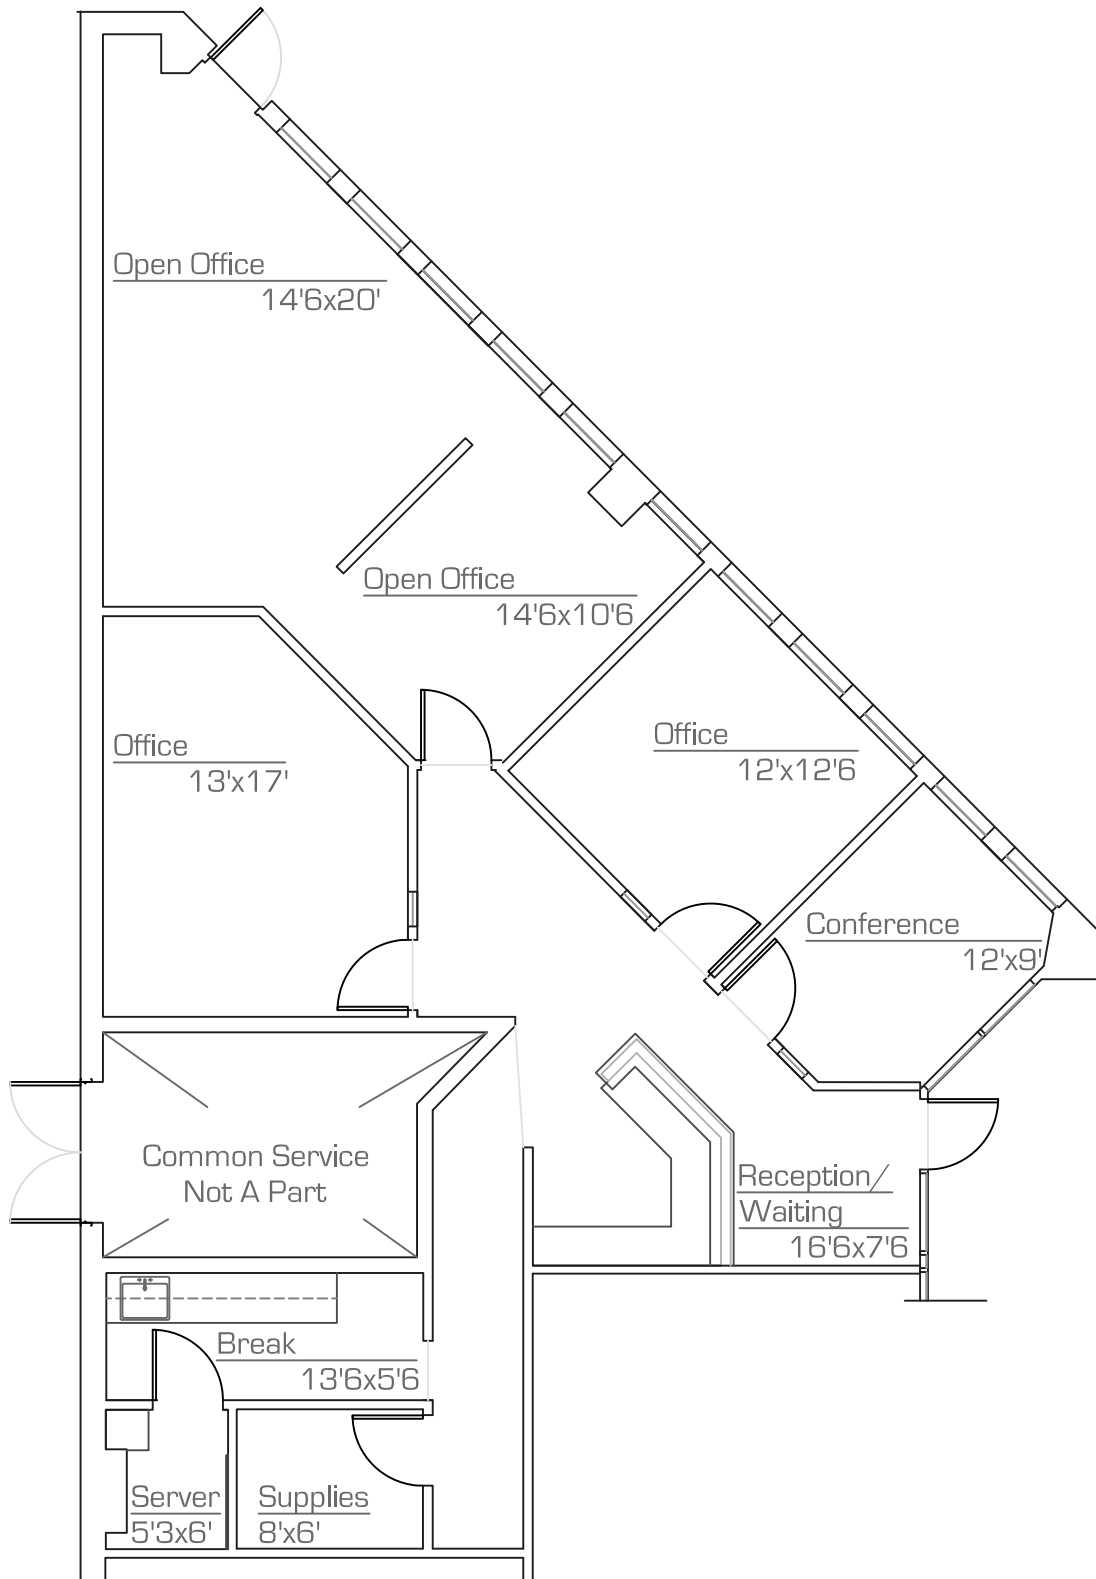 Open Office
14'6x20'
Open Office
14'6x10'6
Office
13'x17'
Office
12'x12'6
Conference
12'x9'
Common Service
Not A Part
Reception/
Waiting
16'6x7'6
Break
13'6x5'6
Server
5'3x6'
Supplies
8'x6'